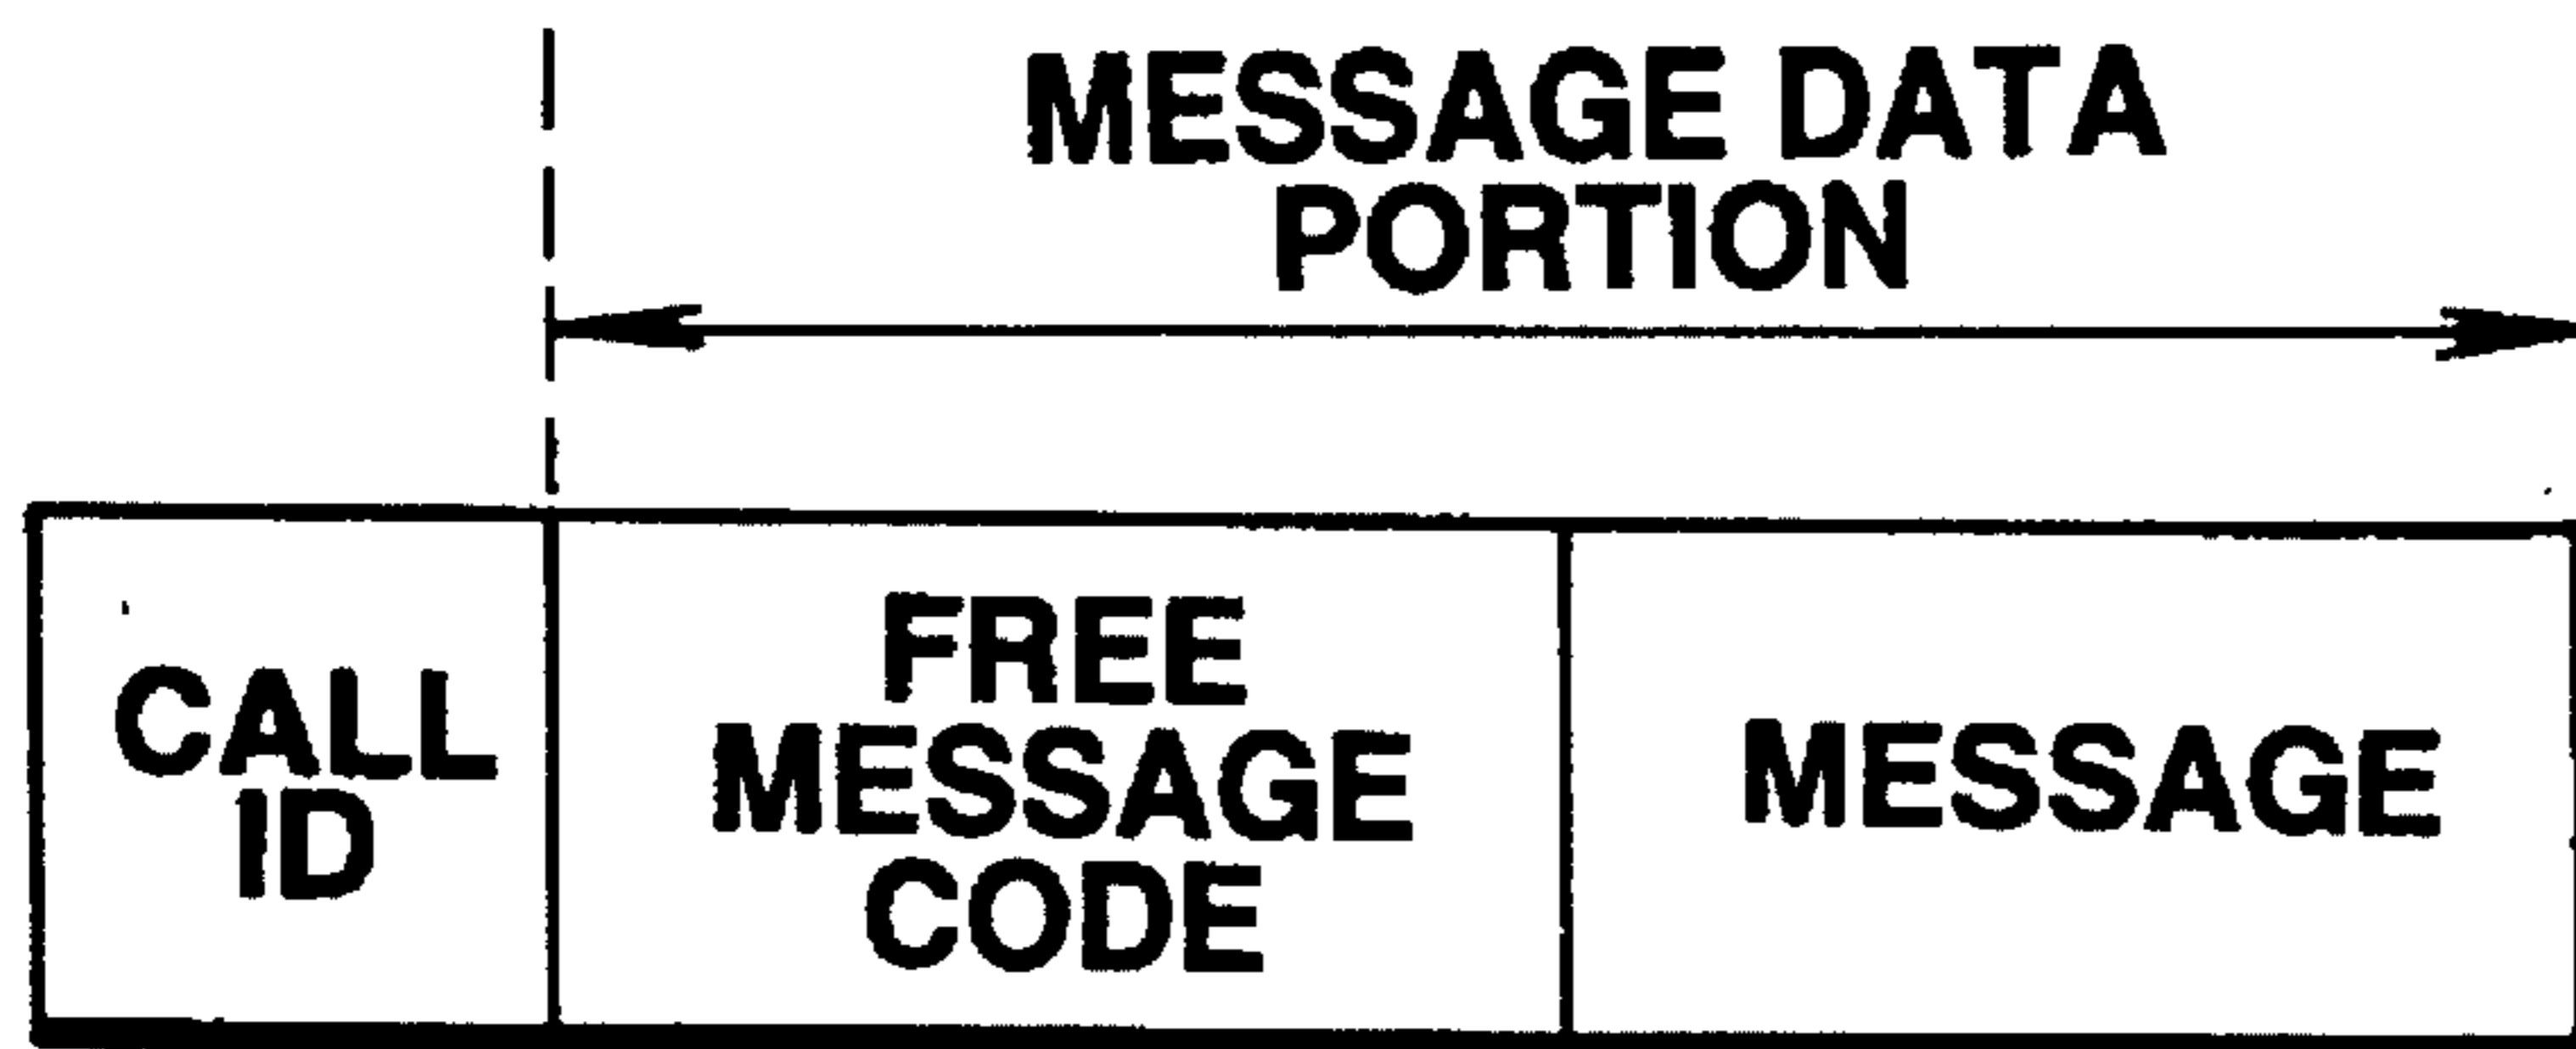 MESSAGE DATA
PORTION
CALL
ID
FREE
MESSAGE
CODE
MESSAGE